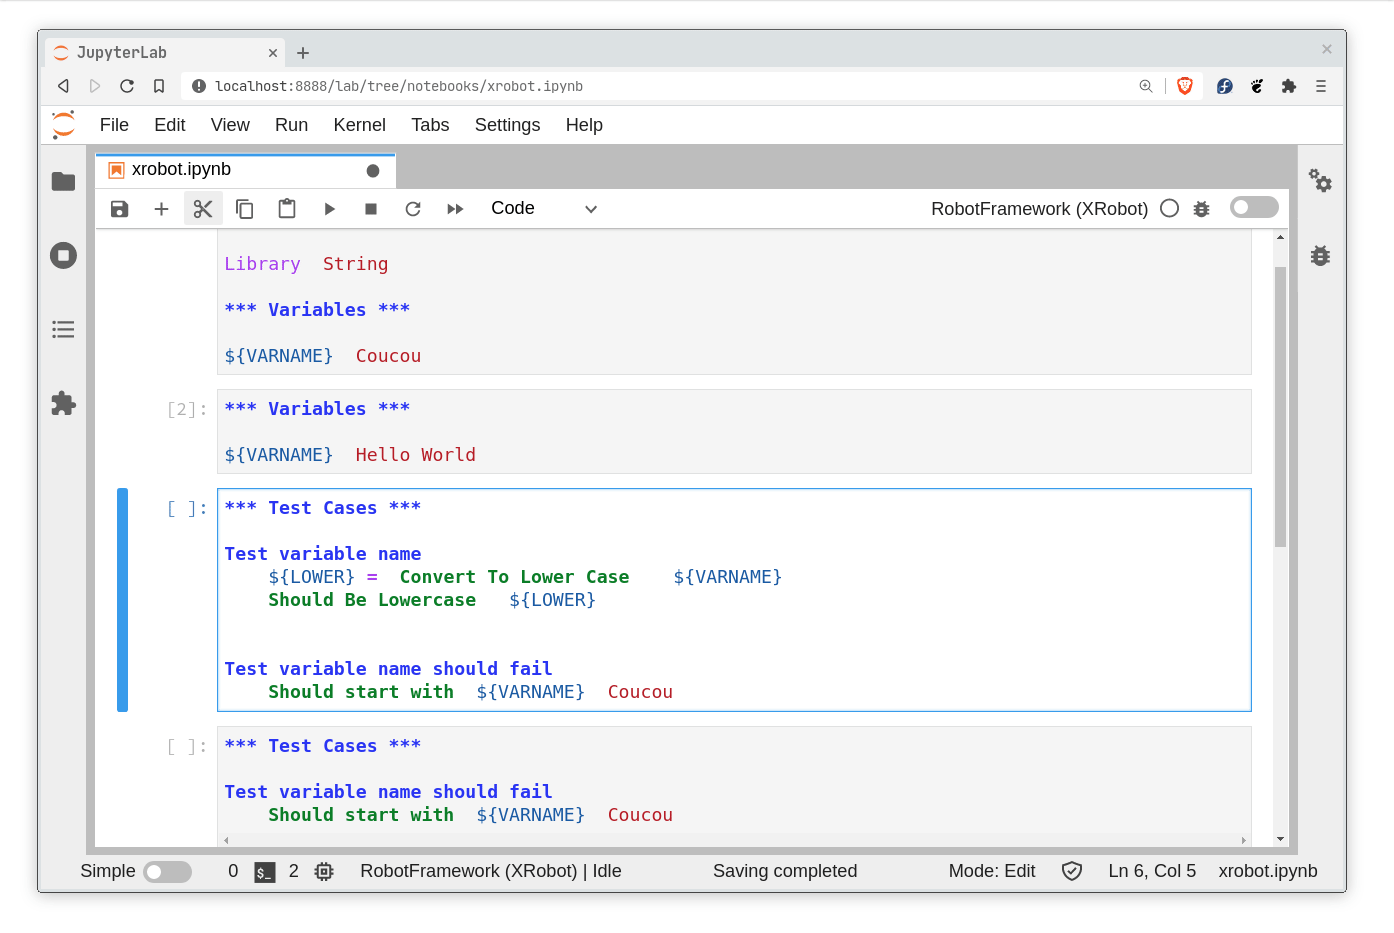 JupyterLab
localhost:8888/lab/tree/notebooks/xrobot.ipynb
File Edit View Run Kernel Tabs Settings Help
xrobot.ipynb
Code RobotFramework (XRobot)
Library  String
*** Variables ***
${VARNAME}  Coucou
[2]: *** Variables ***
${VARNAME}  Hello World
[ ]: *** Test Cases ***
Test variable name
    ${LOWER} =  Convert To Lower Case    ${VARNAME}
    Should Be Lowercase   ${LOWER}
Test variable name should fail
    Should start with  ${VARNAME}  Coucou
[ ]: *** Test Cases ***
Test variable name should fail
    Should start with  ${VARNAME}  Coucou
Simple 0 $_ 2 RobotFramework (XRobot) | Idle Saving completed Mode: Edit Ln 6, Col 5 xrobot.ipynb